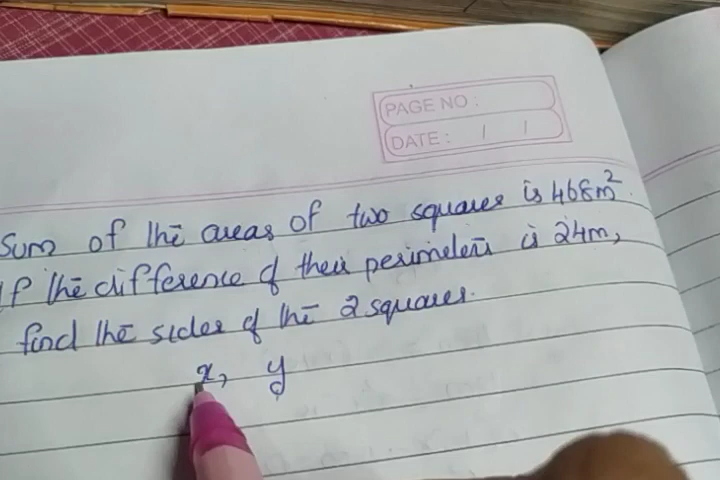 PAGE NO :
DATE : / /
Sum of the areas of two squares is 468m².
If the difference of their perimeters is 24m,
find the sides of the 2 squares.
x, y